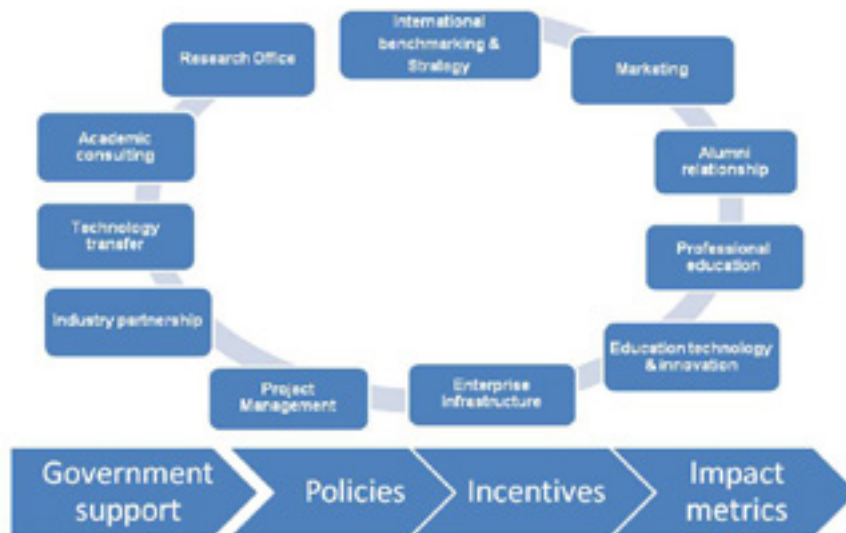 International
benchmarking &
Strategy
Marketing
Alumni
relationship
Professional
education
Education technology
& innovation
Enterprise
Infrastructure
Project
Management
Industry partnership
Technology
transfer
Academic
consulting
Research Office
Government
support
Policies
Incentives
Impact
metrics